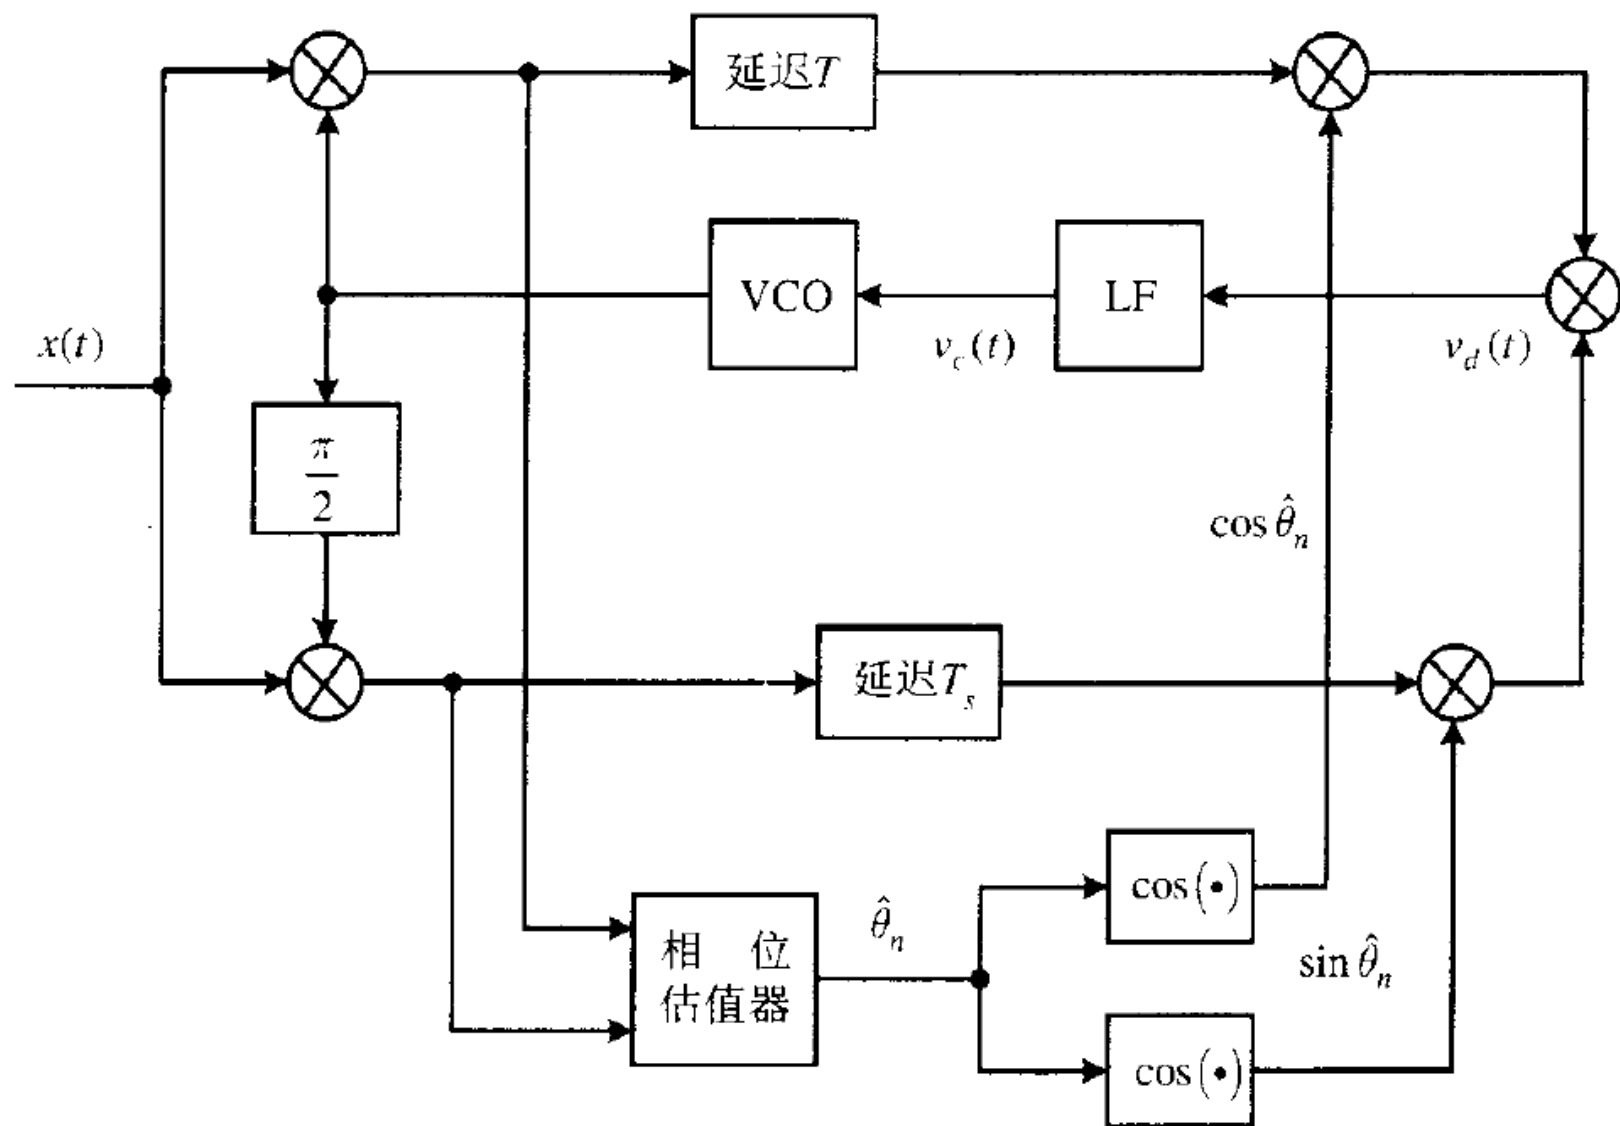 延迟T
VCO
LF
x(t)
v_c(t)
v_d(t)
π
2
cos θ̂_n
延迟T_s
相 位
估值器
θ̂_n
cos(•)
sin θ̂_n
cos(•)